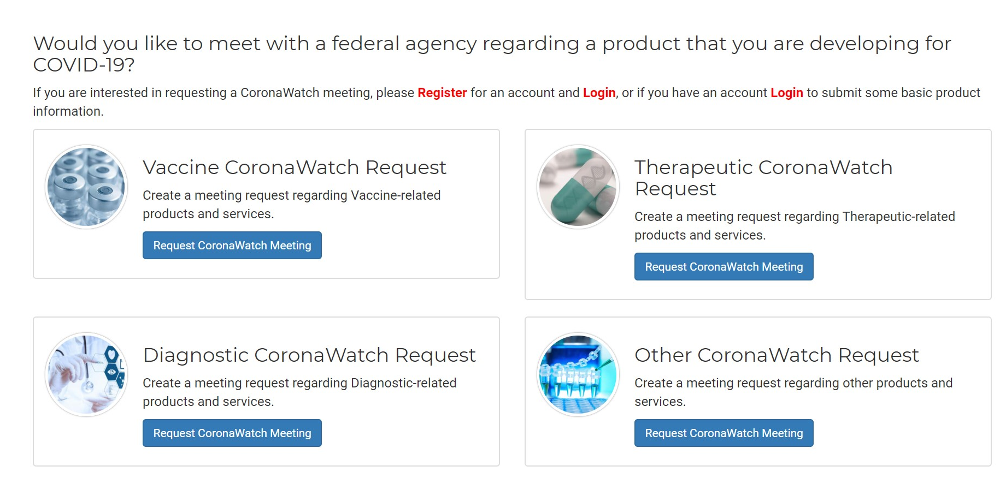 Would you like to meet with a federal agency regarding a product that you are developing for
COVID-19?
If you are interested in requesting a CoronaWatch meeting, please Register for an account and Login, or if you have an account Login to submit some basic product
information.
Vaccine CoronaWatch Request
Create a meeting request regarding Vaccine-related
products and services.
Request CoronaWatch Meeting
Therapeutic CoronaWatch
Request
Create a meeting request regarding Therapeutic-related
products and services.
Request CoronaWatch Meeting
Diagnostic CoronaWatch Request
Create a meeting request regarding Diagnostic-related
products and services.
Request CoronaWatch Meeting
Other CoronaWatch Request
Create a meeting request regarding other products and
services.
Request CoronaWatch Meeting